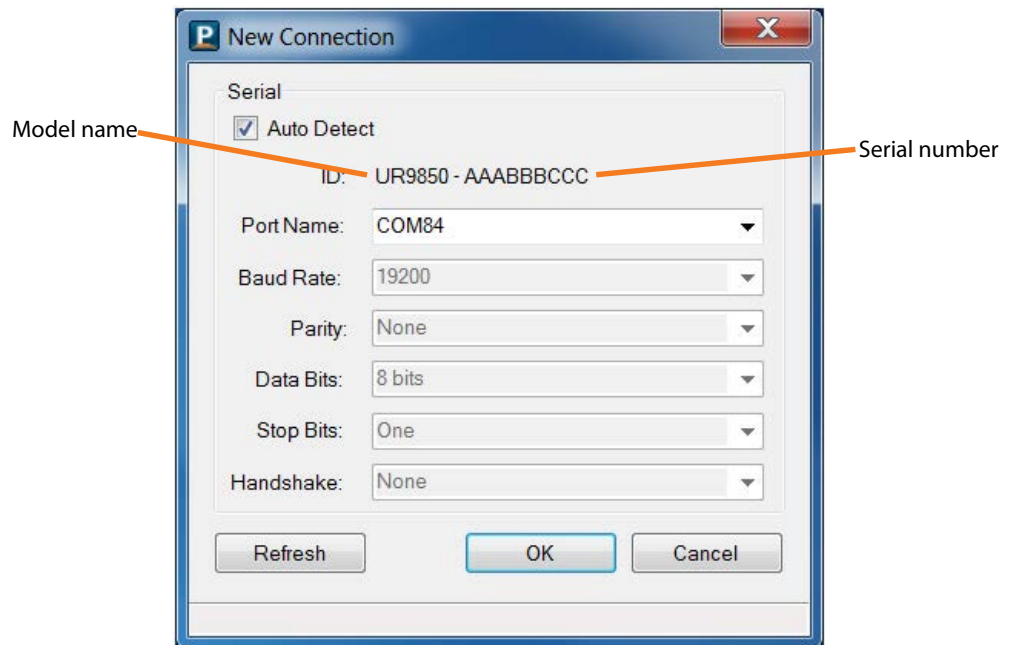 P New Connection X
Serial
Auto Detect
Model name
Serial number
ID: UR9850 - AAABBBCCC
Port Name: COM84
Baud Rate: 19200
Parity: None
Data Bits: 8 bits
Stop Bits: One
Handshake: None
Refresh OK Cancel